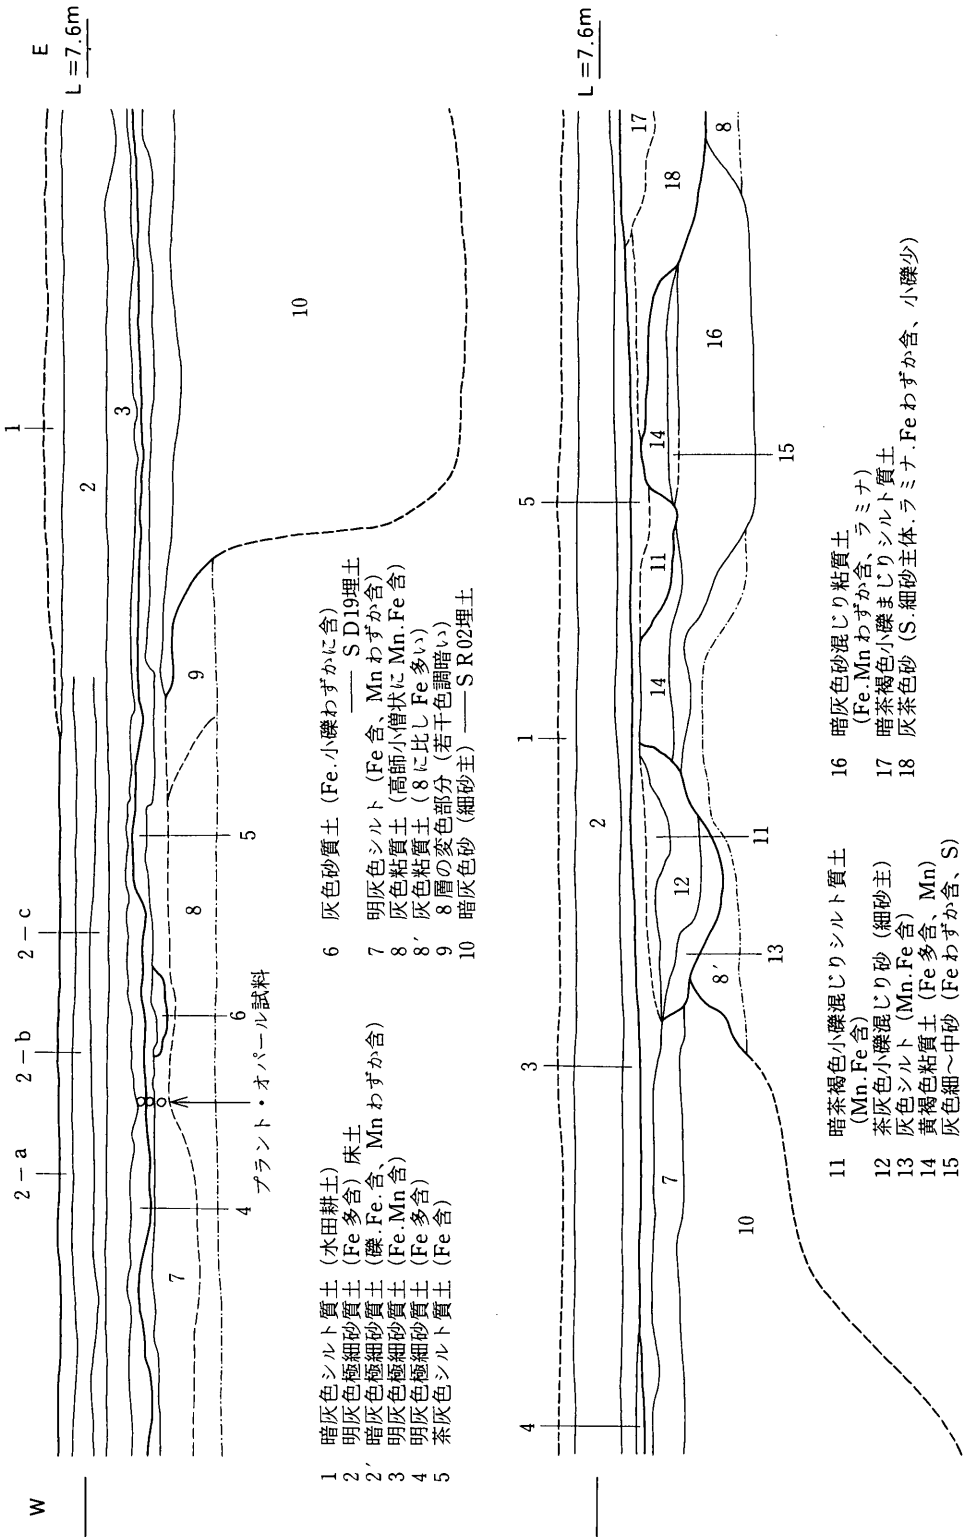 W
E
L=7.6m
2-a
2-b
2-c
1
2
3
10
9
5
8
6
4
7
プラント・オパール試料
1 暗灰色シルト質土（水田耕土）
2 明灰色極細砂質土（Fe多含）床土
2′ 暗灰色極細砂質土（礫.Fe.含、Mnわずか含）
3 明灰色極細砂質土（Fe.Mn含）
4 明灰色極細砂質土（Fe多含）
5 茶灰色シルト質土（Fe含）
6 灰色砂質土（Fe.小礫わずかに含）
――SD19埋土
7 明灰色シルト（Fe含、Mnわずか含）
8 灰色粘質土（高師小僧状にMn.Fe含）
8′ 灰色粘質土（8に比しFe多い）
9 8層の変色部分（若干色調暗い）
10 暗灰色砂（細砂主）――SR02埋土
L=7.6m
4
3
1
5
2
17
18
8
16
14
15
11
14
11
12
13
8′
7
10
11 暗茶褐色小礫混じりシルト質土
（Mn.Fe含）
12 茶灰色小礫混じり砂（細砂主）
13 灰色シルト（Mn.Fe含）
14 黄褐色粘質土（Fe多含、Mn）
15 灰色細～中砂（Feわずか含、S）
16 暗灰色砂混じり粘質土
（Fe.Mnわずか含、ラミナ）
17 暗茶褐色小礫まじりシルト質土
18 灰茶色砂（S.細砂主体.ラミナ.Feわずか含、小礫少）